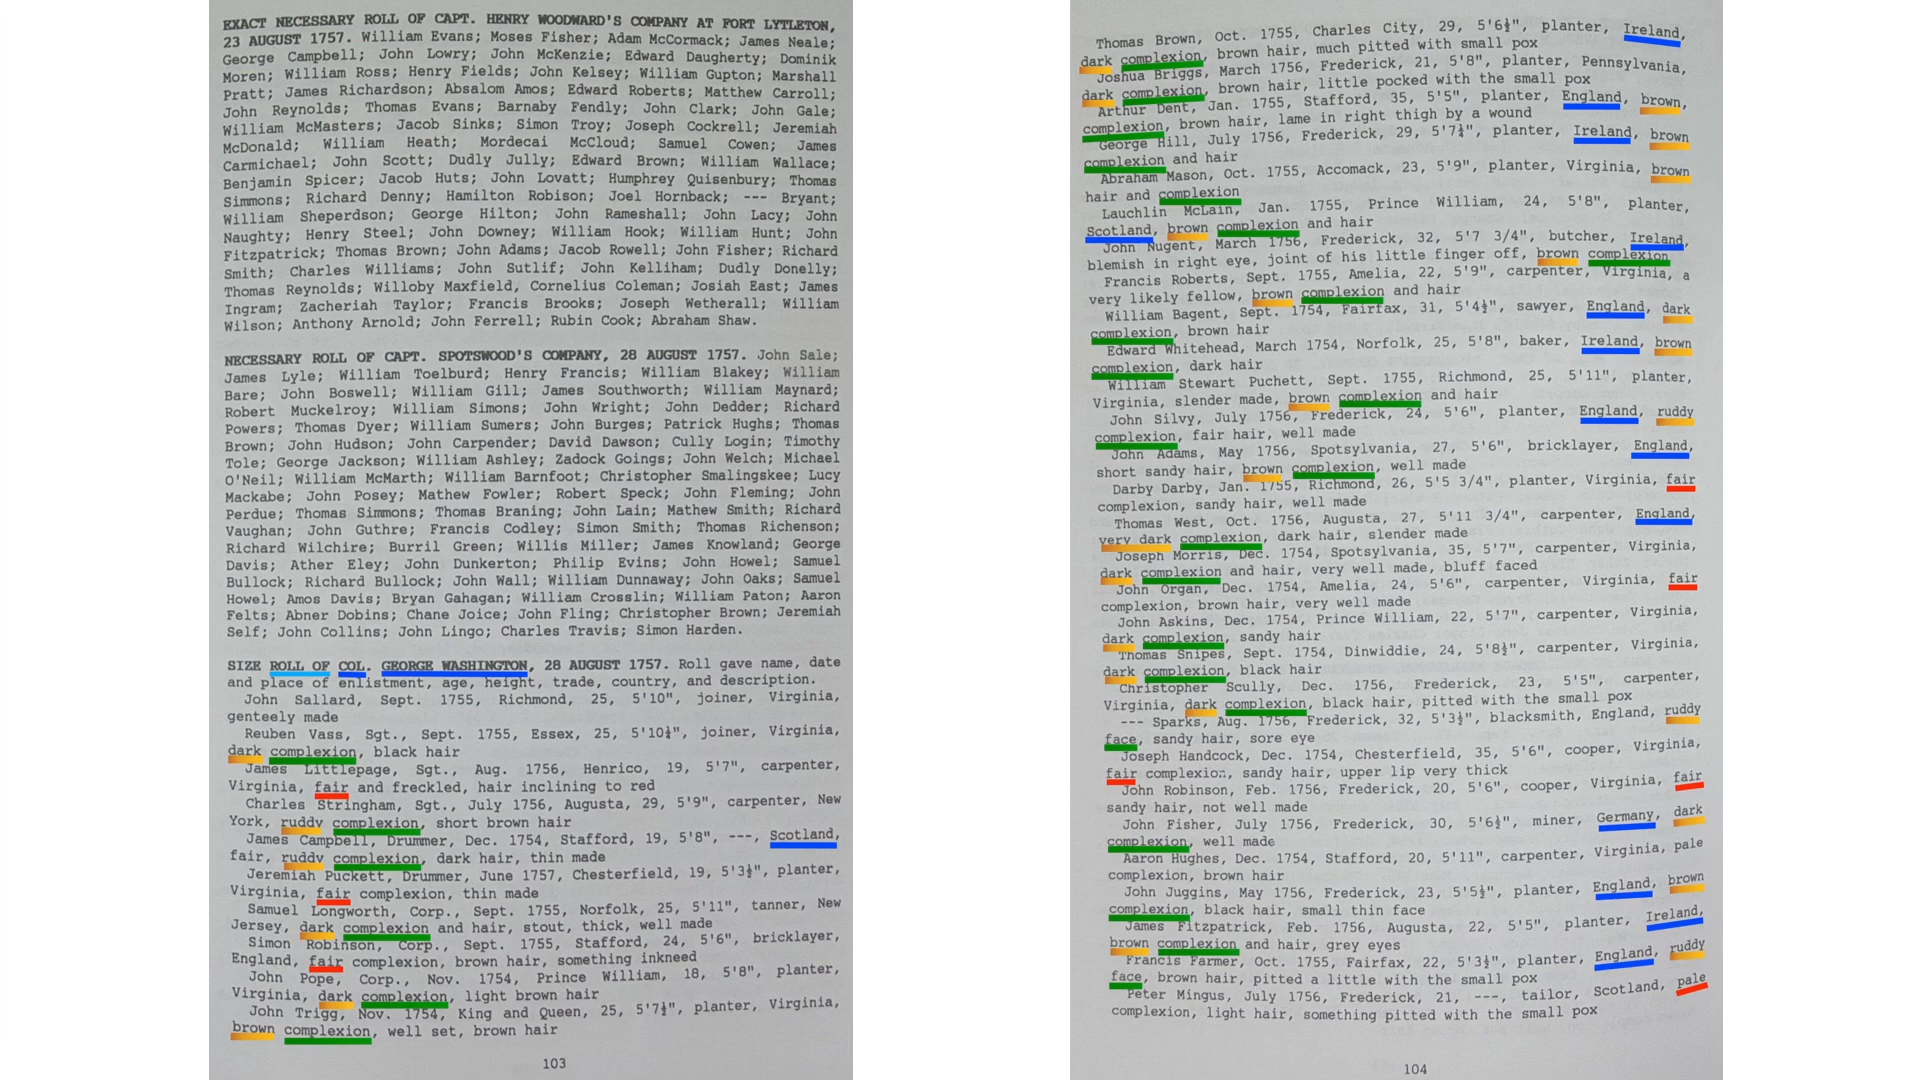 EXACT NECESSARY ROLL OF CAPT. HENRY WOODWARD'S COMPANY AT FORT LYTLETON,
23 AUGUST 1757. William Evans; Moses Fisher; Adam McCormack; James Neale;
George Campbell; John Lowry; John McKenzie; Edward Daugherty; Dominik
Moren; William Ross; Henry Fields; John Kelsey; William Gupton; Marshall
Pratt; James Richardson; Absalom Amos; Edward Roberts; Matthew Carroll;
John Reynolds; Thomas Evans; Barnaby Fendly; John Clark; John Gale;
William McMasters; Jacob Sinks; Simon Troy; Joseph Cockrell; Jeremiah
McDonald; William Heath; Mordecai McCloud; Samuel Cowen; James
Carmichael; John Scott; Dudly Jully; Edward Brown; William Wallace;
Benjamin Spicer; Jacob Huts; John Lovatt; Humphrey Quisenbury; Thomas
Simmons; Richard Denny; Hamilton Robison; Joel Hornback; --- Bryant;
William Sheperdson; George Hilton; John Rameshall; John Lacy; John
Naughty; Henry Steel; John Downey; William Hook; William Hunt; John
Fitzpatrick; Thomas Brown; John Adams; Jacob Rowell; John Fisher; Richard
Smith; Charles Williams; John Sutlif; John Kelliham; Dudly Donelly;
Thomas Reynolds; Willoby Maxfield, Cornelius Coleman; Josiah East; James
Ingram; Zacheriah Taylor; Francis Brooks; Joseph Wetherall; William
Wilson; Anthony Arnold; John Ferrell; Rubin Cook; Abraham Shaw.
NECESSARY ROLL OF CAPT. SPOTSWOOD'S COMPANY, 28 AUGUST 1757. John Sale;
James Lyle; William Toelburd; Henry Francis; William Blakey; William
Bare; John Boswell; William Gill; James Southworth; William Maynard;
Robert Muckelroy; William Simons; John Wright; John Dedder; Richard
Powers; Thomas Dyer; William Sumers; John Burges; Patrick Hughs; Thomas
Brown; John Hudson; John Carpender; David Dawson; Cully Login; Timothy
Tole; George Jackson; William Ashley; Zadock Goings; John Welch; Michael
O'Neil; William McMarth; William Barnfoot; Christopher Smalingskee; Lucy
Mackabe; John Posey; Mathew Fowler; Robert Speck; John Fleming; John
Perdue; Thomas Simmons; Thomas Braning; John Lain; Mathew Smith; Richard
Vaughan; John Guthre; Francis Codley; Simon Smith; Thomas Richenson;
Richard Wilchire; Burril Green; Willis Miller; James Knowland; George
Davis; Ather Eley; John Dunkerton; Philip Evins; John Howel; Samuel
Bullock; Richard Bullock; John Wall; William Dunnaway; John Oaks; Samuel
Howel; Amos Davis; Bryan Gahagan; William Crosslin; William Paton; Aaron
Felts; Abner Dobins; Chane Joice; John Fling; Christopher Brown; Jeremiah
Self; John Collins; John Lingo; Charles Travis; Simon Harden.
SIZE ROLL OF COL. GEORGE WASHINGTON, 28 AUGUST 1757. Roll gave name, date
and place of enlistment, age, height, trade, country, and description.
John Sallard, Sept. 1755, Richmond, 25, 5'10", joiner, Virginia,
genteely made
Reuben Vass, Sgt., Sept. 1755, Essex, 25, 5'10¼", joiner, Virginia,
dark complexion, black hair
James Littlepage, Sgt., Aug. 1756, Henrico, 19, 5'7", carpenter,
Virginia, fair and freckled, hair inclining to red
Charles Stringham, Sgt., July 1756, Augusta, 29, 5'9", carpenter, New
York, ruddy complexion, short brown hair
James Campbell, Drummer, Dec. 1754, Stafford, 19, 5'8", ---, Scotland,
fair, ruddy complexion, dark hair, thin made
Jeremiah Puckett, Drummer, June 1757, Chesterfield, 19, 5'3½", planter,
Virginia, fair complexion, thin made
Samuel Longworth, Corp., Sept. 1755, Norfolk, 25, 5'11", tanner, New
Jersey, dark complexion and hair, stout, thick, well made
Simon Robinson, Corp., Sept. 1755, Stafford, 24, 5'6", bricklayer,
England, fair complexion, brown hair, something inkneed
John Pope, Corp., Nov. 1754, Prince William, 18, 5'8", planter,
Virginia, dark complexion, light brown hair
John Trigg, Nov. 1754, King and Queen, 25, 5'7½", planter, Virginia,
brown complexion, well set, brown hair
103
Thomas Brown, Oct. 1755, Charles City, 29, 5'6½", planter, Ireland,
dark complexion, brown hair, much pitted with small pox
Joshua Briggs, March 1756, Frederick, 21, 5'8", planter, Pennsylvania,
dark complexion, brown hair, little pocked with the small pox
Arthur Dent, Jan. 1755, Stafford, 35, 5'5", planter, England, brown,
complexion, brown hair, lame in right thigh by a wound
George Hill, July 1756, Frederick, 29, 5'7½", planter, Ireland, brown
complexion and hair
Abraham Mason, Oct. 1755, Accomack, 23, 5'9", planter, Virginia, brown
hair and complexion
Lauchlin McLain, Jan. 1755, Prince William, 24, 5'8", planter,
Scotland, brown complexion and hair
John Nugent, March 1756, Frederick, 32, 5'7 3/4", butcher, Ireland,
blemish in right eye, joint of his little finger off, brown complexion
Francis Roberts, Sept. 1755, Amelia, 22, 5'9", carpenter, Virginia, a
very likely fellow, brown complexion and hair
William Bagent, Sept. 1754, Fairfax, 31, 5'4½", sawyer, England, dark
complexion, brown hair
Edward Whitehead, March 1754, Norfolk, 25, 5'8", baker, Ireland, brown
complexion, dark hair
William Stewart Puchett, Sept. 1755, Richmond, 25, 5'11", planter,
Virginia, slender made, brown complexion and hair
John Silvy, July 1756, Frederick, 24, 5'6", planter, England, ruddy
complexion, fair hair, well made
John Adams, May 1756, Spotsylvania, 27, 5'6", bricklayer, England,
short sandy hair, brown complexion, well made
Darby Darby, Jan. 1755, Richmond, 26, 5'5 3/4", planter, Virginia, fair
complexion, sandy hair, well made
Thomas West, Oct. 1756, Augusta, 27, 5'11 3/4", carpenter, England,
very dark complexion, dark hair, slender made
Joseph Morris, Dec. 1754, Spotsylvania, 35, 5'7", carpenter, Virginia,
dark complexion and hair, very well made, bluff faced
John Organ, Dec. 1754, Amelia, 24, 5'6", carpenter, Virginia, fair
complexion, brown hair, very well made
John Askins, Dec. 1754, Prince William, 22, 5'7", carpenter, Virginia,
dark complexion, sandy hair
Thomas Snipes, Sept. 1754, Dinwiddie, 24, 5'8½", carpenter, Virginia,
dark complexion, black hair
Christopher Scully, Dec. 1756, Frederick, 23, 5'5", carpenter,
Virginia, dark complexion, black hair, pitted with the small pox
--- Sparks, Aug. 1756, Frederick, 32, 5'3½", blacksmith, England, ruddy
face, sandy hair, sore eye
Joseph Handcock, Dec. 1754, Chesterfield, 35, 5'6", cooper, Virginia,
fair complexion, sandy hair, upper lip very thick
John Robinson, Feb. 1756, Frederick, 20, 5'6", cooper, Virginia, fair
sandy hair, not well made
John Fisher, July 1756, Frederick, 30, 5'6½", miner, Germany, dark
complexion, well made
Aaron Hughes, Dec. 1754, Stafford, 20, 5'11", carpenter, Virginia, pale
complexion, brown hair
John Juggins, May 1756, Frederick, 23, 5'5½", planter, England, brown
complexion, black hair, small thin face
James Fitzpatrick, Feb. 1756, Augusta, 22, 5'5", planter, Ireland,
brown complexion and hair, grey eyes
Francis Farmer, Oct. 1755, Fairfax, 22, 5'3½", planter, England, ruddy
face, brown hair, pitted a little with the small pox
Peter Mingus, July 1756, Frederick, 21, ---, tailor, Scotland, pale
complexion, light hair, something pitted with the small pox
104